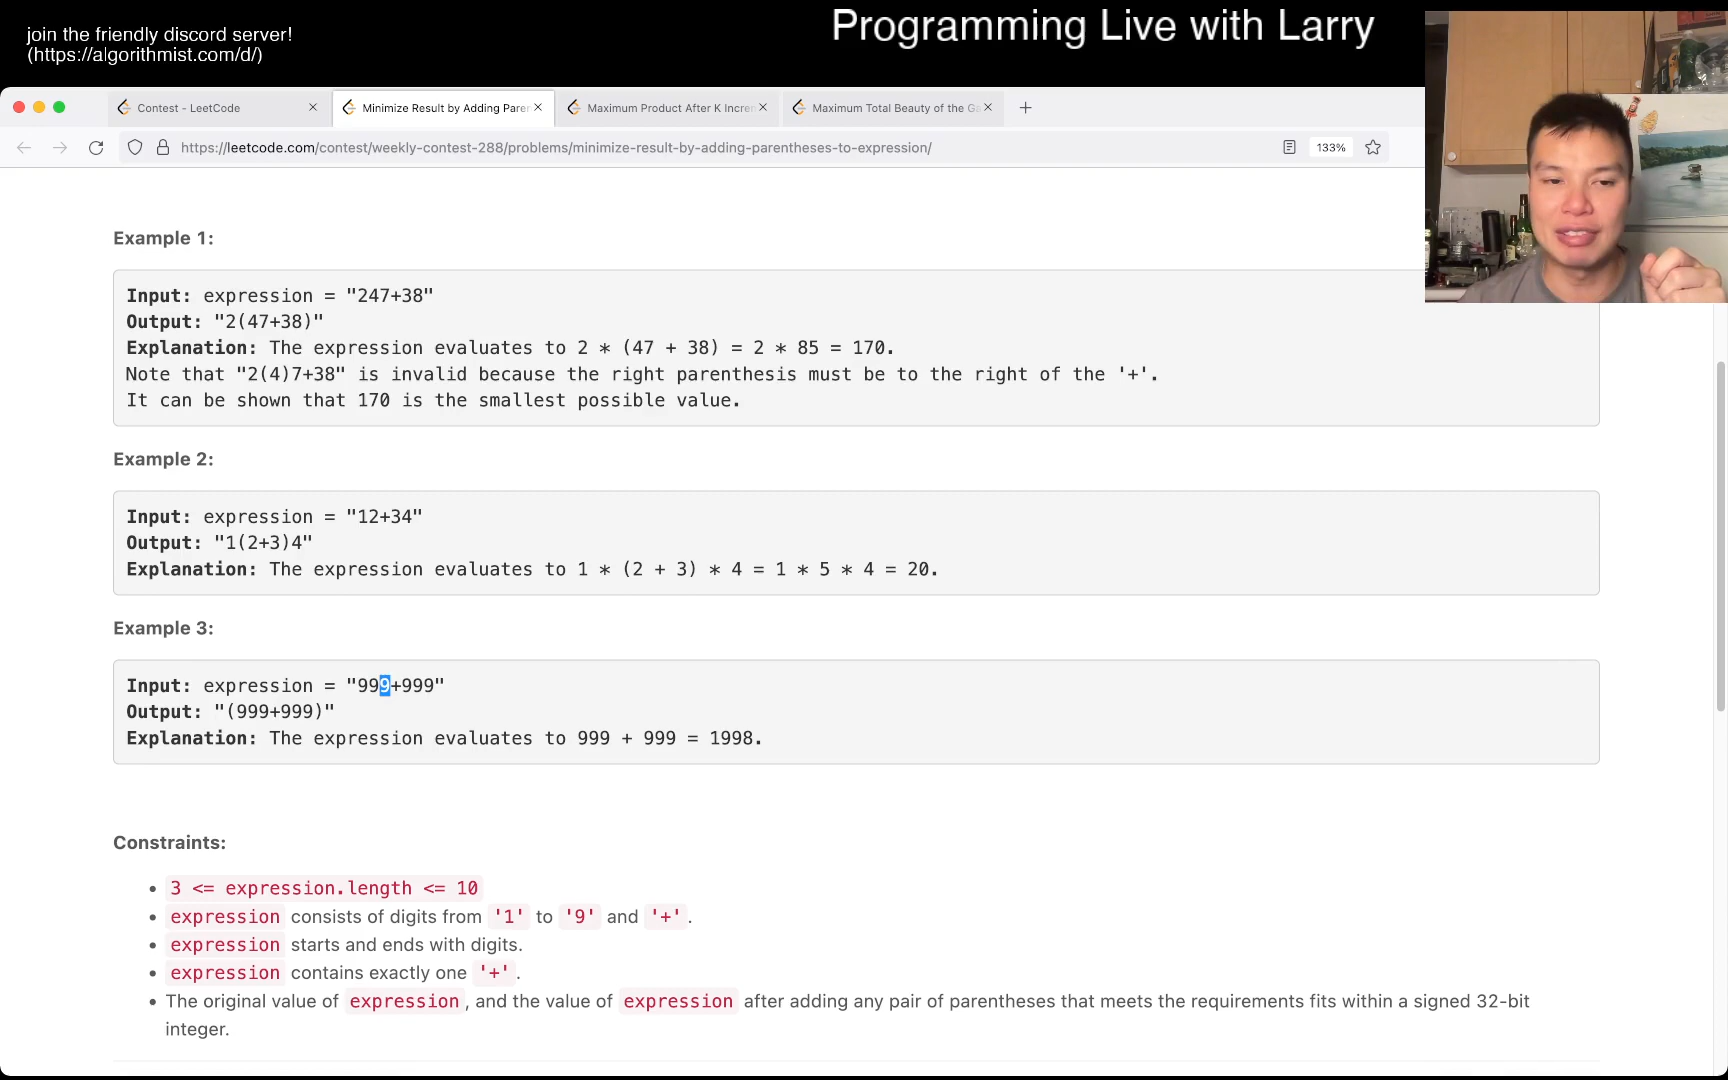 join the friendly discord server!
(https://algorithmist.com/d/)
Programming Live with Larry
Contest - LeetCode
Minimize Result by Adding Paren
Maximum Product After K Increm
Maximum Total Beauty of the Ga
https://leetcode.com/contest/weekly-contest-288/problems/minimize-result-by-adding-parentheses-to-expression/
133%
Example 1:
Input: expression = "247+38"
Output: "2(47+38)"
Explanation: The expression evaluates to 2 * (47 + 38) = 2 * 85 = 170.
Note that "2(4)7+38" is invalid because the right parenthesis must be to the right of the '+'.
It can be shown that 170 is the smallest possible value.
Example 2:
Input: expression = "12+34"
Output: "1(2+3)4"
Explanation: The expression evaluates to 1 * (2 + 3) * 4 = 1 * 5 * 4 = 20.
Example 3:
Input: expression = "999+999"
Output: "(999+999)"
Explanation: The expression evaluates to 999 + 999 = 1998.
Constraints:
3 <= expression.length <= 10
expression consists of digits from '1' to '9' and '+'.
expression starts and ends with digits.
expression contains exactly one '+'.
The original value of expression, and the value of expression after adding any pair of parentheses that meets the requirements fits within a signed 32-bit
integer.